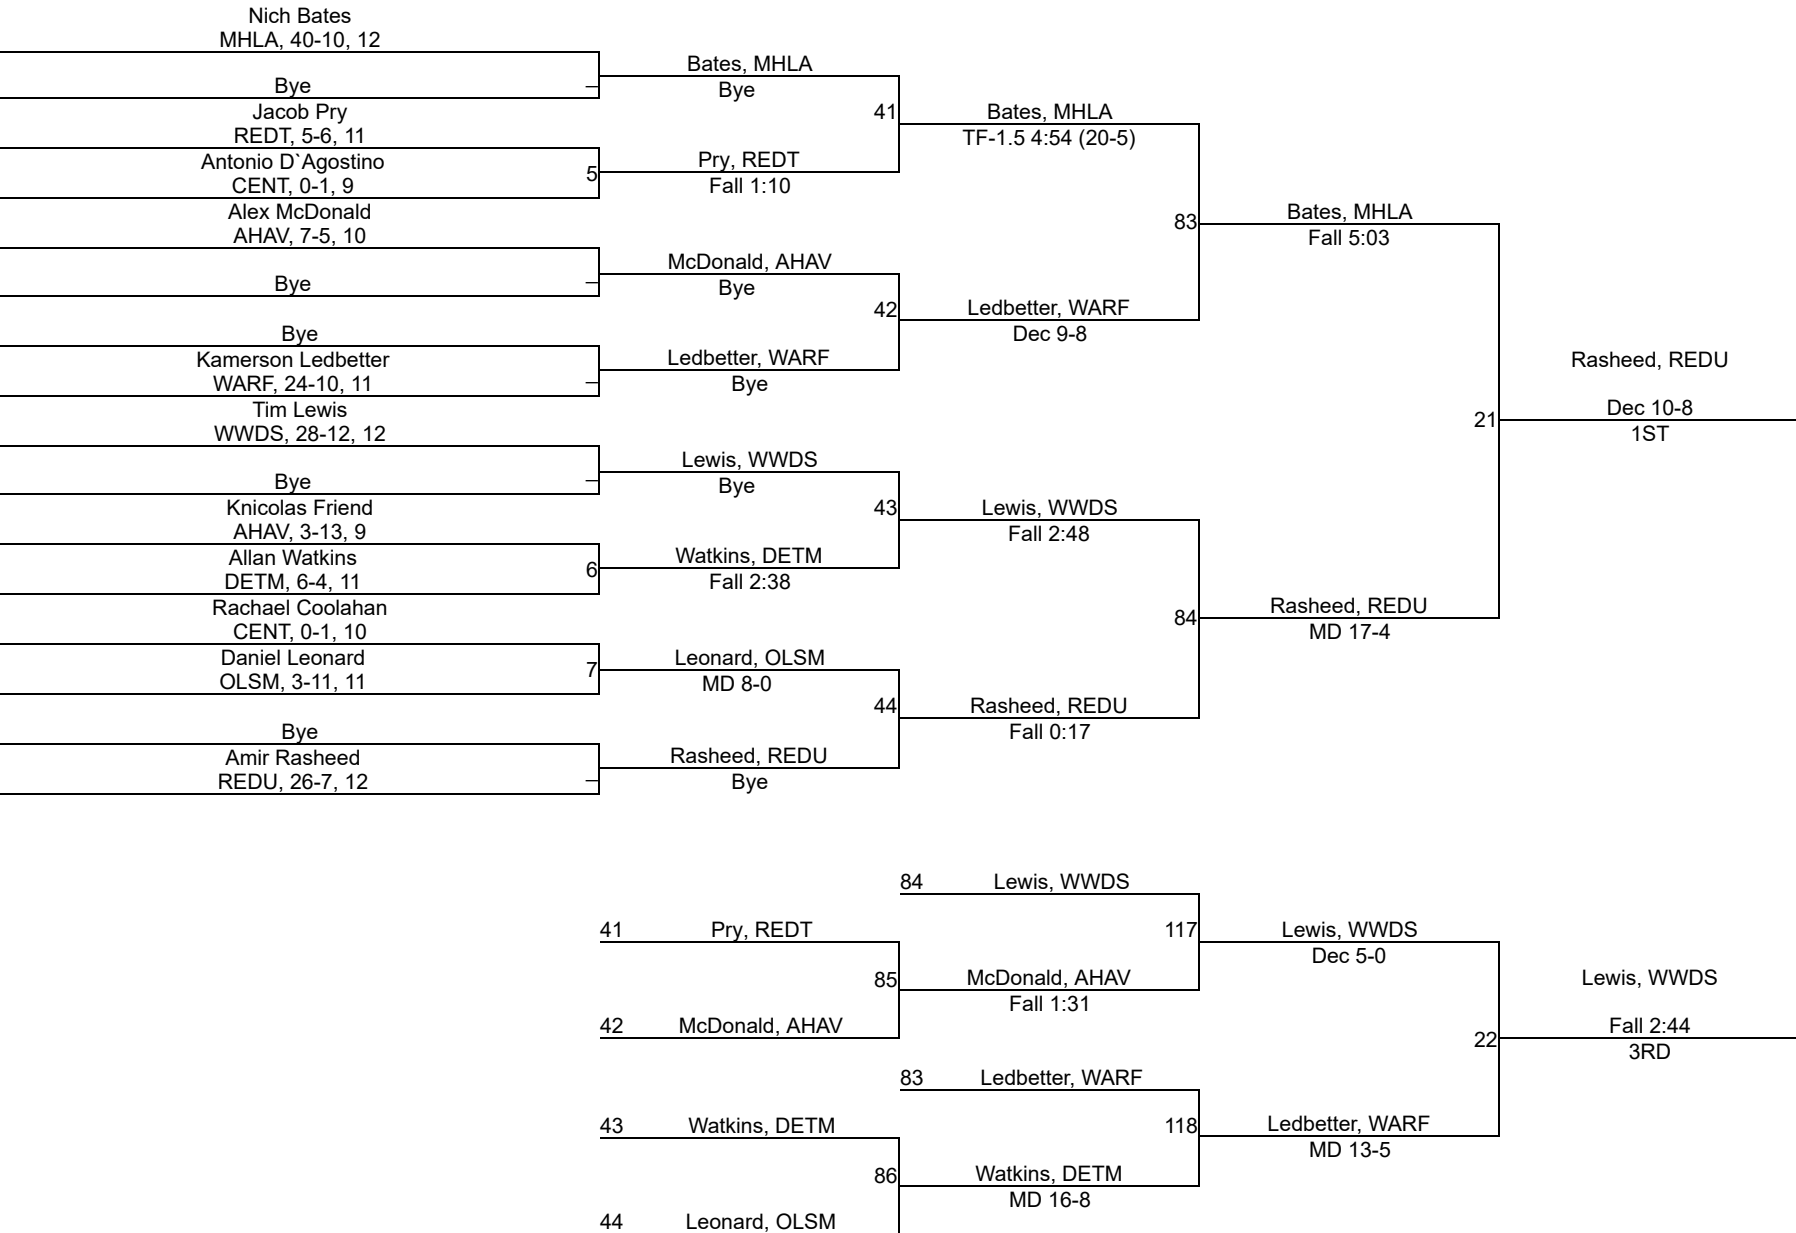 Nich Bates
MHLA, 40-10, 12
Bye
–
Jacob Pry
REDT, 5-6, 11
Antonio D`Agostino
CENT, 0-1, 9
5
Alex McDonald
AHAV, 7-5, 10
Bye
–
Bye
Kamerson Ledbetter
WARF, 24-10, 11
–
Tim Lewis
WWDS, 28-12, 12
Bye
–
Knicolas Friend
AHAV, 3-13, 9
Allan Watkins
DETM, 6-4, 11
6
Rachael Coolahan
CENT, 0-1, 10
Daniel Leonard
OLSM, 3-11, 11
7
Bye
Amir Rasheed
REDU, 26-7, 12
–
Bates, MHLA
Bye
41
Pry, REDT
Fall 1:10
McDonald, AHAV
Bye
42
Ledbetter, WARF
Bye
Lewis, WWDS
Bye
43
Watkins, DETM
Fall 2:38
Leonard, OLSM
MD 8-0
44
Rasheed, REDU
Bye
Bates, MHLA
TF-1.5 4:54 (20-5)
83
Ledbetter, WARF
Dec 9-8
Lewis, WWDS
Fall 2:48
84
Rasheed, REDU
Fall 0:17
Bates, MHLA
Fall 5:03
21
Rasheed, REDU
MD 17-4
Rasheed, REDU
Dec 10-8
1ST
84 Lewis, WWDS
41 Pry, REDT
117
85
McDonald, AHAV
Fall 1:31
42 McDonald, AHAV
83 Ledbetter, WARF
43 Watkins, DETM
118
86
Watkins, DETM
MD 16-8
44 Leonard, OLSM
Lewis, WWDS
Dec 5-0
22
Ledbetter, WARF
MD 13-5
Lewis, WWDS
Fall 2:44
3RD